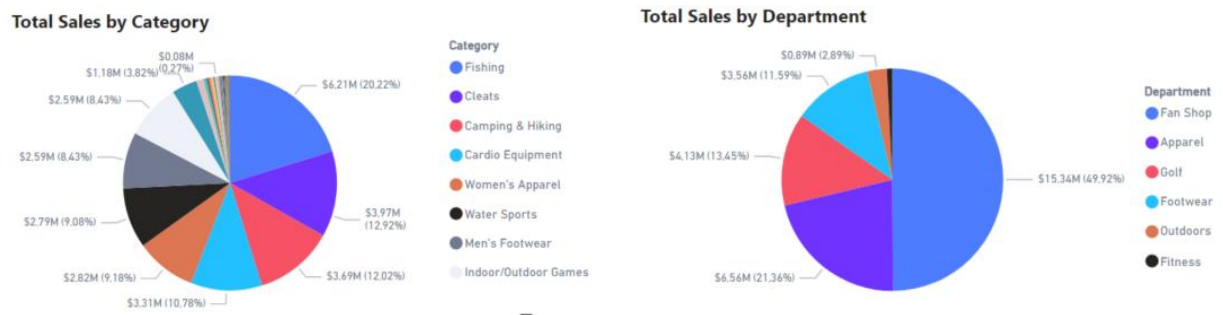 Total Sales by Category
$0.08M
(0.27%)
$1.18M (3.82%)
$2.59M (8.43%)
$2.59M (8.43%)
$2.79M (9.08%)
$2.82M (9.18%)
$3.31M (10.78%)
$3.69M (12.02%)
$3.97M
(12.92%)
$6.21M (20.22%)
Category
Fishing
Cleats
Camping & Hiking
Cardio Equipment
Women's Apparel
Water Sports
Men's Footwear
Indoor/Outdoor Games
Total Sales by Department
$0.89M (2.89%)
$3.56M (11.59%)
$4.13M (13.45%)
$6.56M (21.36%)
$15.34M (49.92%)
Department
Fan Shop
Apparel
Golf
Footwear
Outdoors
Fitness